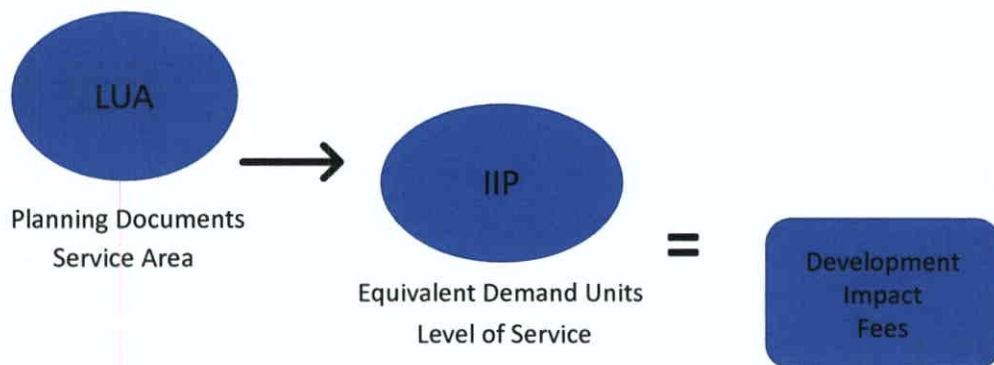 LUA
Planning Documents
Service Area
IIP
Equivalent Demand Units
Level of Service
=
Development
Impact
Fees